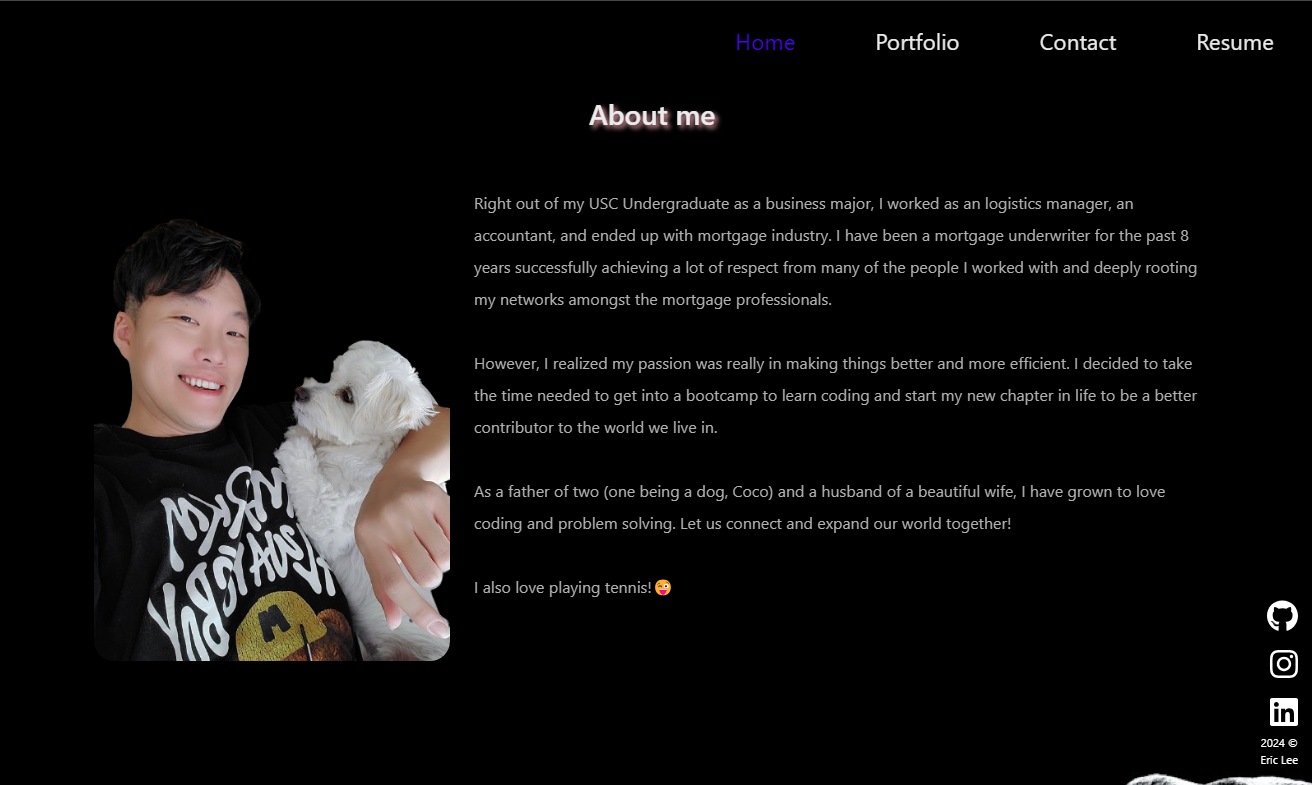 Home Portfolio Contact Resume
About me
Right out of my USC Undergraduate as a business major, I worked as an logistics manager, an
accountant, and ended up with mortgage industry. I have been a mortgage underwriter for the past 8
years successfully achieving a lot of respect from many of the people I worked with and deeply rooting
my networks amongst the mortgage professionals.
However, I realized my passion was really in making things better and more efficient. I decided to take
the time needed to get into a bootcamp to learn coding and start my new chapter in life to be a better
contributor to the world we live in.
As a father of two (one being a dog, Coco) and a husband of a beautiful wife, I have grown to love
coding and problem solving. Let us connect and expand our world together!
I also love playing tennis!😜
in
2024 ©
Eric Lee